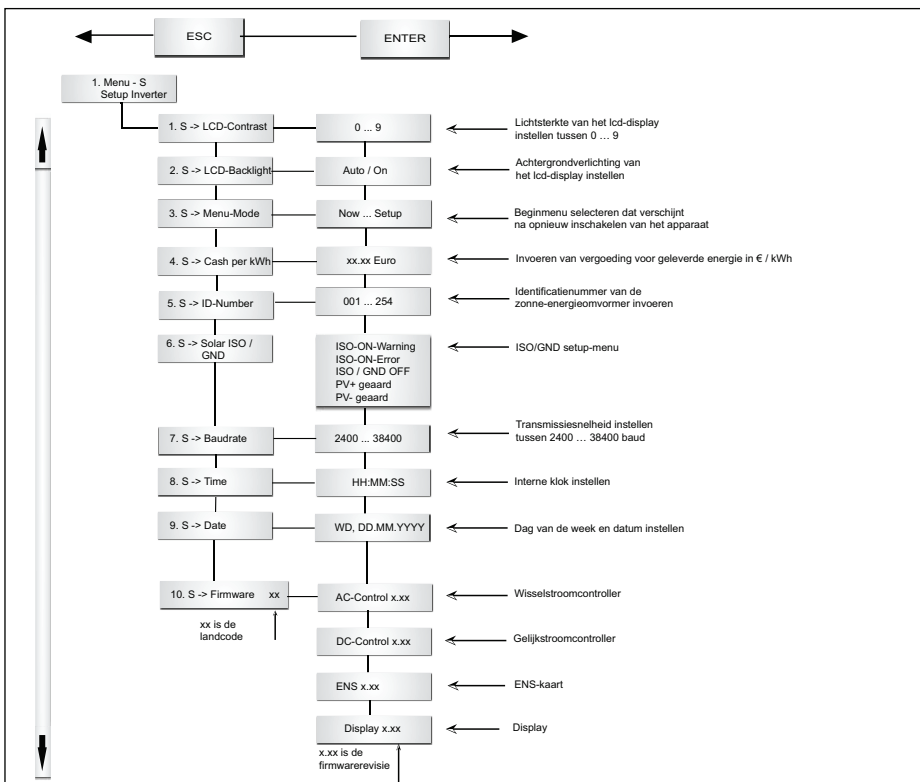 ESC
ENTER
1. Menu - S
Setup Inverter
1. S -> LCD-Contrast
0 ... 9
Lichtsterkte van het lcd-display
instellen tussen 0 … 9
2. S -> LCD-Backlight
Auto / On
Achtergrondverlichting van
het lcd-display instellen
3. S -> Menu-Mode
Now ... Setup
Beginmenu selecteren dat verschijnt
na opnieuw inschakelen van het apparaat
4. S -> Cash per kWh
xx.xx Euro
Invoeren van vergoeding voor geleverde energie in € / kWh
5. S -> ID-Number
001 ... 254
Identificatienummer van de
zonne-energieomvormer invoeren
6. S -> Solar ISO /
GND
ISO-ON-Warning
ISO-ON-Error
ISO / GND OFF
PV+ geaard
PV- geaard
ISO/GND setup-menu
7. S -> Baudrate
2400 ... 38400
Transmissiesnelheid instellen
tussen 2400 … 38400 baud
8. S -> Time
HH:MM:SS
Interne klok instellen
9. S -> Date
WD, DD.MM.YYYY
Dag van de week en datum instellen
10. S -> Firmware xx
AC-Control x.xx
Wisselstroomcontroller
xx is de
landcode
DC-Control x.xx
Gelijkstroomcontroller
ENS x.xx
ENS-kaart
Display x.xx
Display
x.xx is de
firmwarerevisie